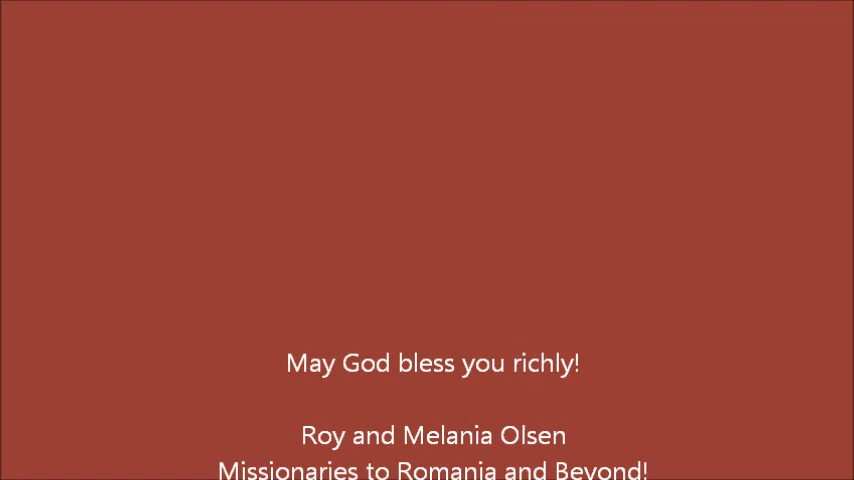 May God bless you richly!
Roy and Melania Olsen
Missionaries to Romania and Beyond!